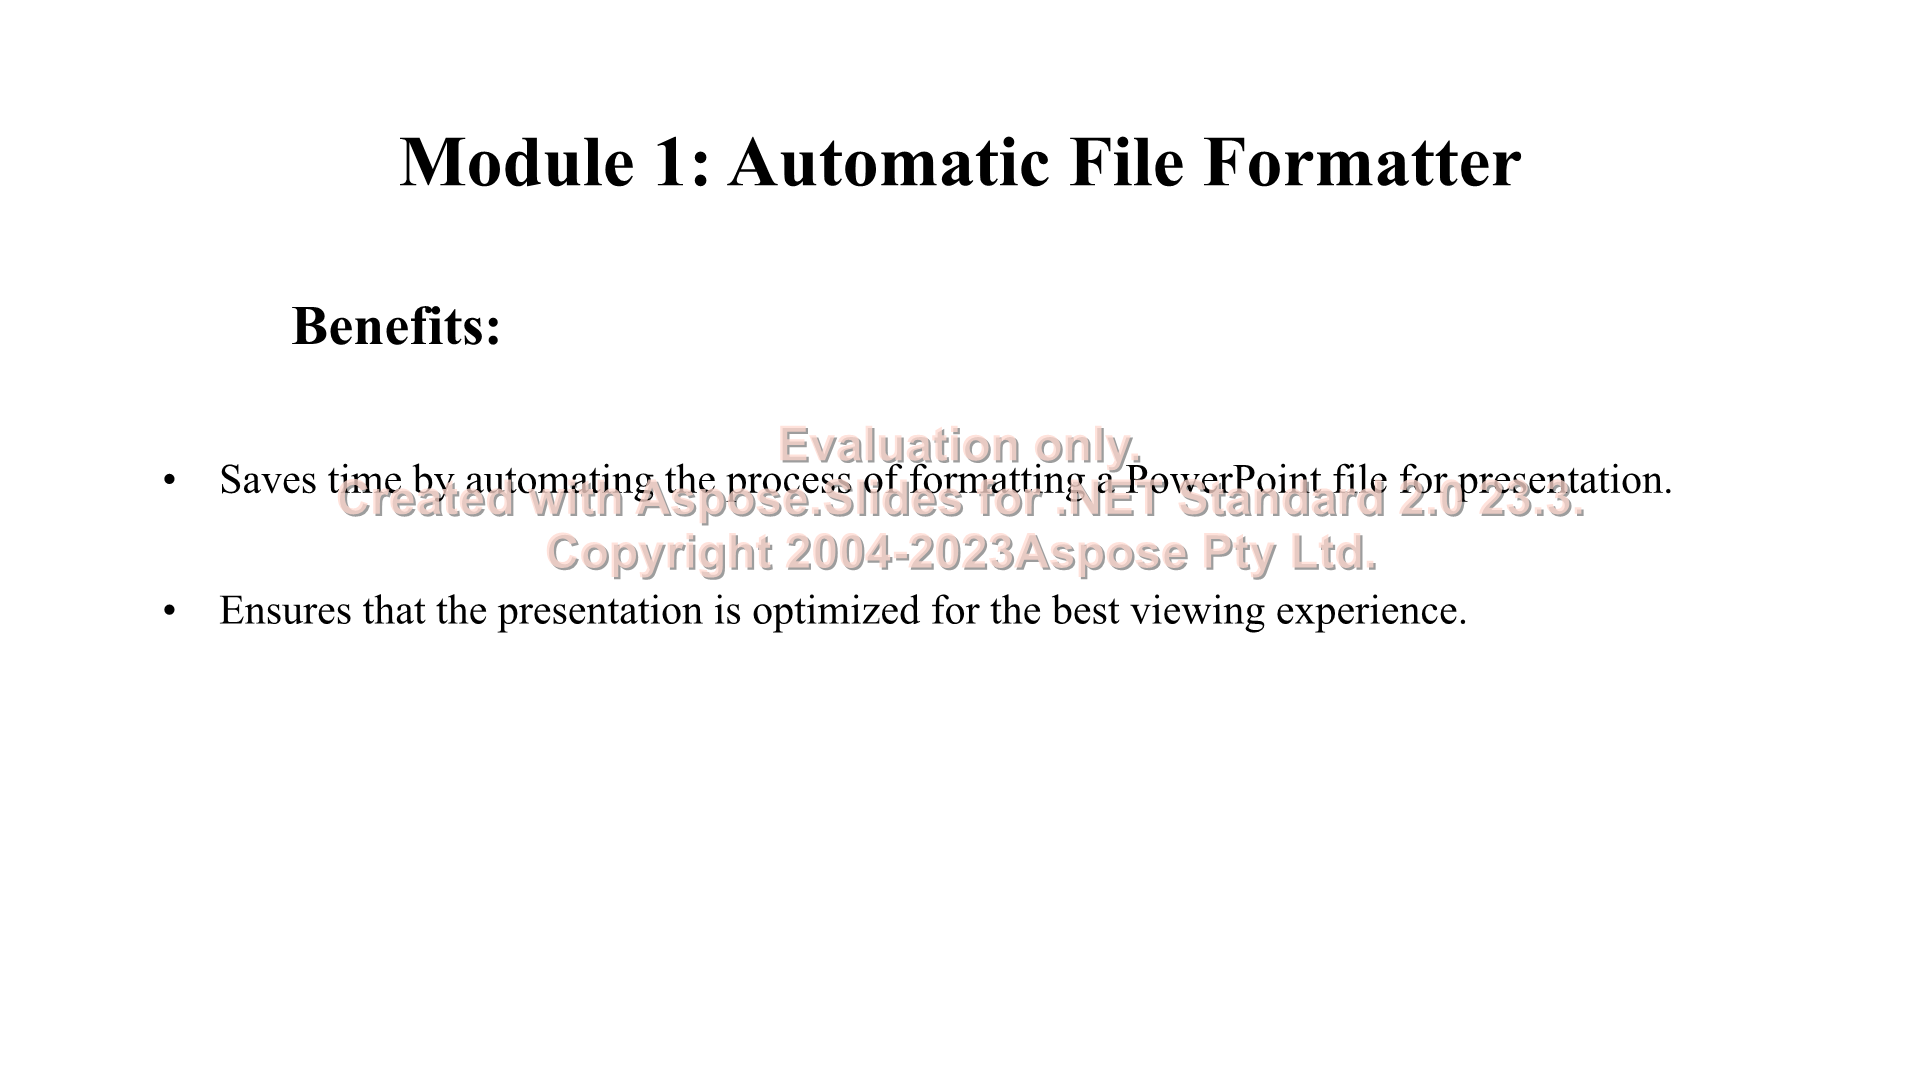 Module 1: Automatic File Formatter
Benefits:
Evaluation only.
• Saves time by automating the process of formatting a PowerPoint file for presentation.
Created with Aspose.Slides for .NET Standard 2.0 23.3.
Copyright 2004-2023Aspose Pty Ltd.
• Ensures that the presentation is optimized for the best viewing experience.